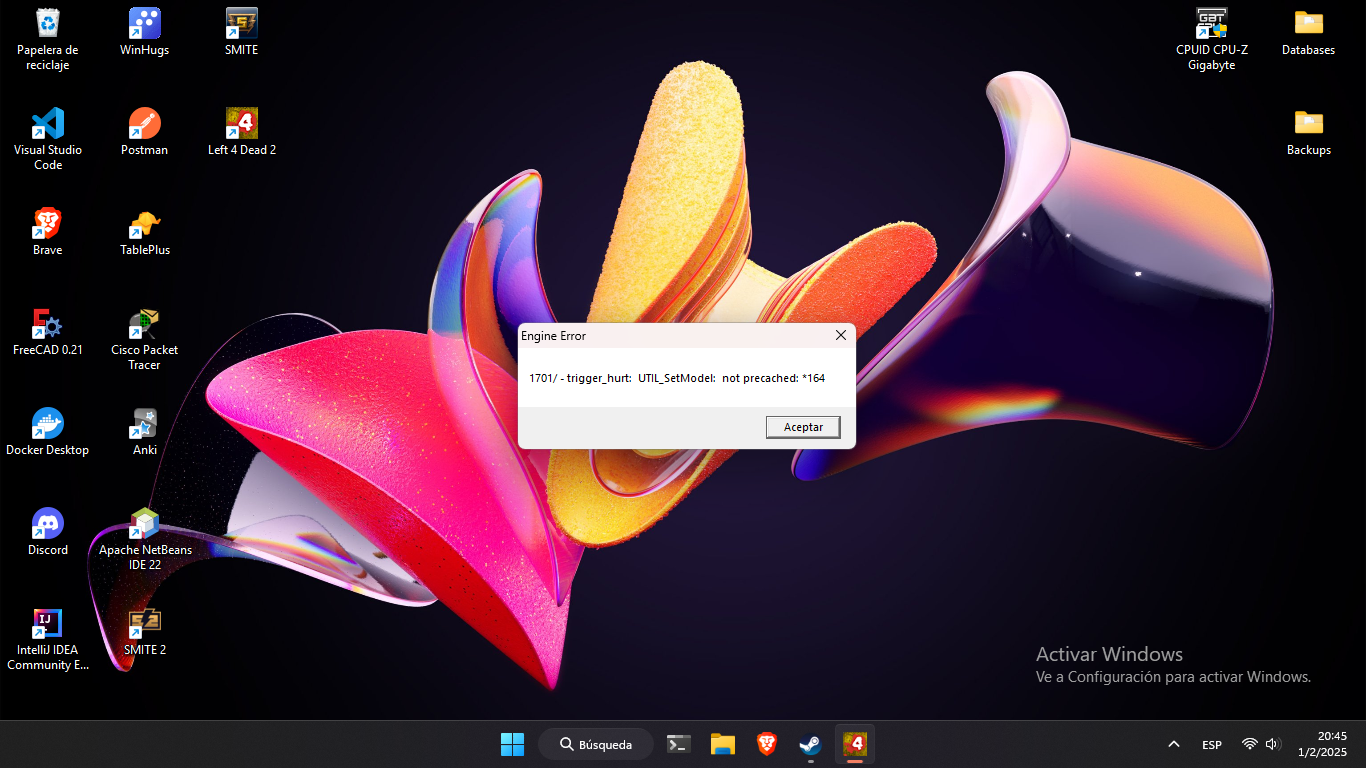 Papelera de
reciclaje
WinHugs
SMITE
CPUID CPU-Z
Gigabyte
Databases
Visual Studio
Code
Postman
Left 4 Dead 2
Backups
Brave
TablePlus
FreeCAD 0.21
Cisco Packet
Tracer
Docker Desktop
Anki
Discord
Apache NetBeans
IDE 22
IntelliJ IDEA
Community E...
SMITE 2
Engine Error
1701/ - trigger_hurt:  UTIL_SetModel:  not precached: *164
Aceptar
Activar Windows
Ve a Configuración para activar Windows.
Búsqueda
ESP
20:45
1/2/2025